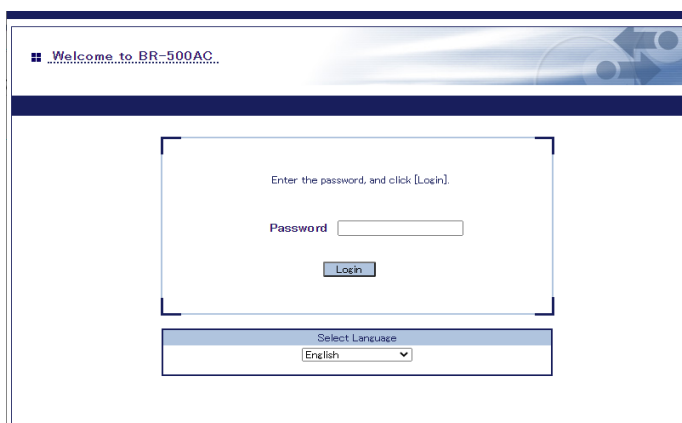 Welcome to BR-500AC
Enter the password, and click [Login].
Password
Login
Select Language
English